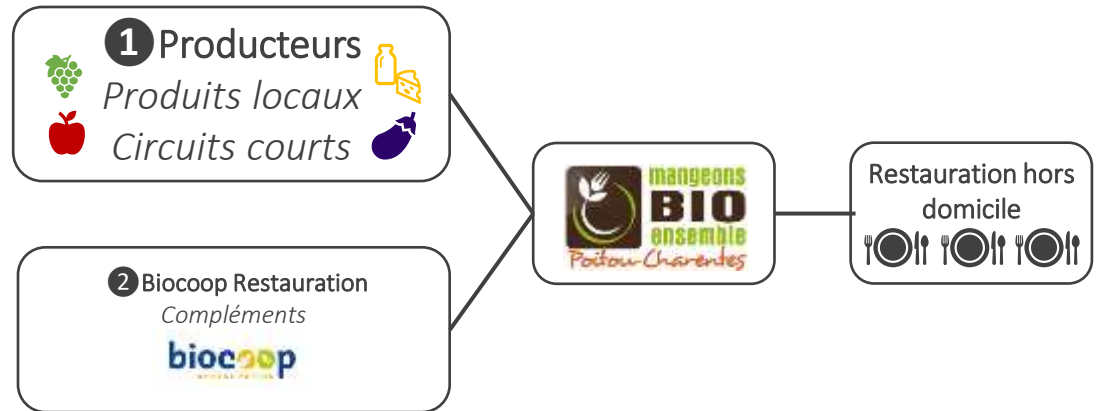 1 Producteurs
Produits locaux
Circuits courts
2 Biocoop Restauration
Compléments
biocoop
mangeons
BIO
ensemble
Poitou-Charentes
Restauration hors
domicile